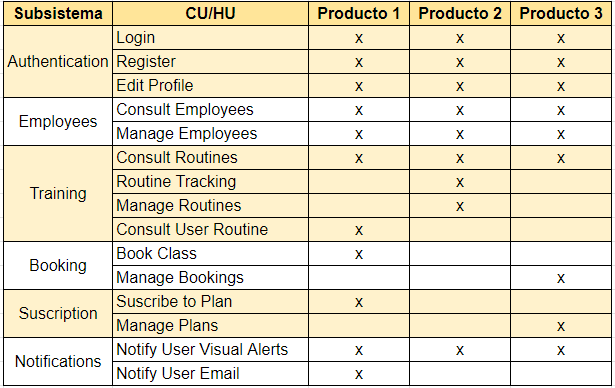 Subsistema CU/HU Producto 1 Producto 2 Producto 3
Authentication Login x x x
Register x x x
Edit Profile x x x
Employees Consult Employees x x x
Manage Employees x x x
Training Consult Routines x x x
Routine Tracking x
Manage Routines x
Consult User Routine x
Booking Book Class x
Manage Bookings x
Suscription Suscribe to Plan x
Manage Plans x
Notifications Notify User Visual Alerts x x x
Notify User Email x